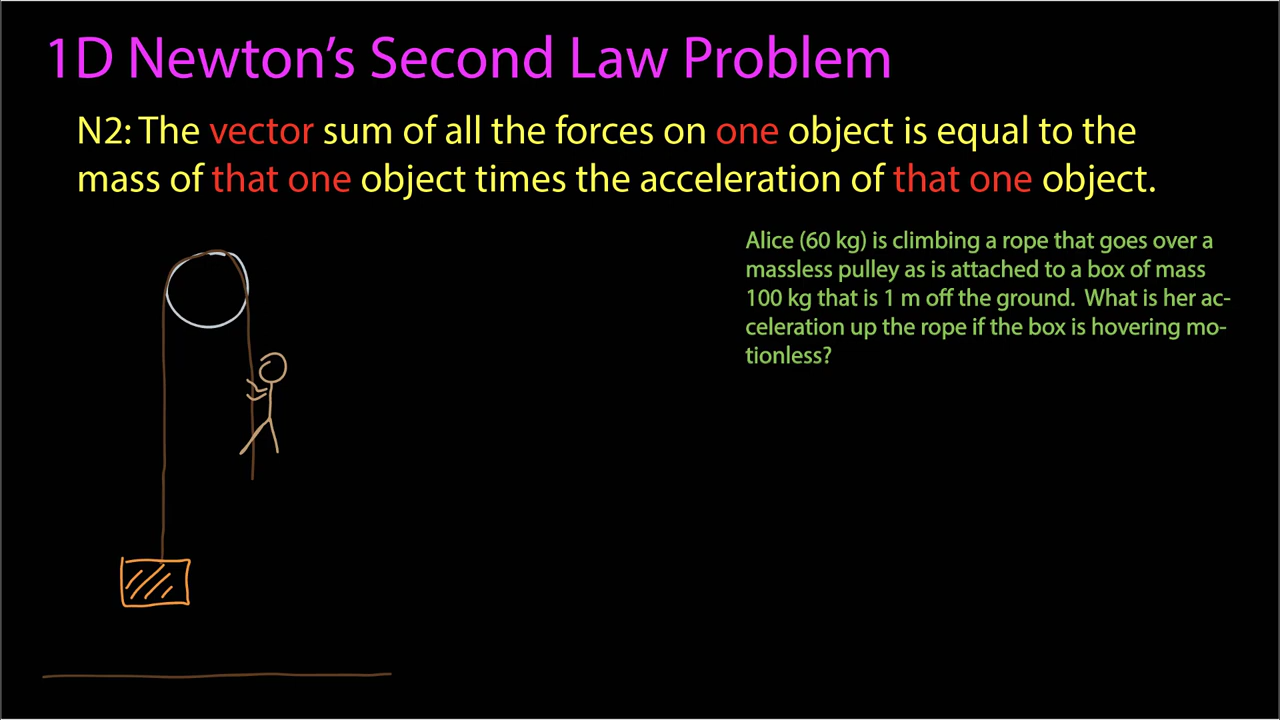 1D Newton’s Second Law Problem
N2: The vector sum of all the forces on one object is equal to the
mass of that one object times the acceleration of that one object.
Alice (60 kg) is climbing a rope that goes over a
massless pulley as is attached to a box of mass
100 kg that is 1 m off the ground.  What is her ac-
celeration up the rope if the box is hovering mo-
tionless?